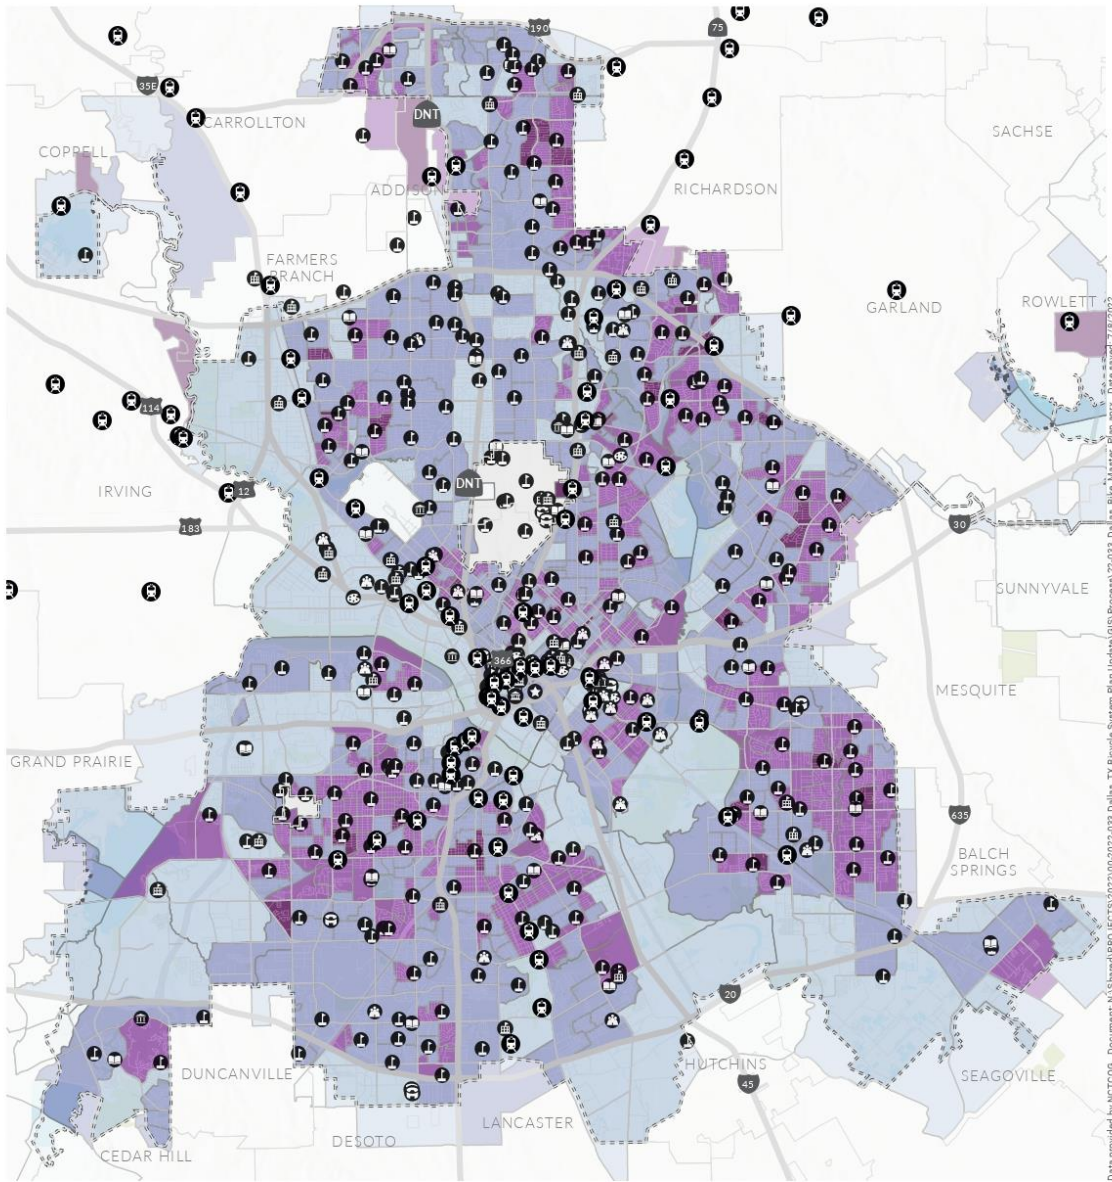 190
75
35E
DNT
CARROLLTON
SACHSE
COPPELL
ADDISON
RICHARDSON
FARMERS
BRANCH
GARLAND
ROWLETT
114
IRVING
12
DNT
183
30
SUNNYVALE
366
MESQUITE
GRAND PRAIRIE
635
BALCH
SPRINGS
20
HUTCHINS
DUNCANVILLE
45
SEAGOVILLE
LANCASTER
DESOTO
CEDAR HILL